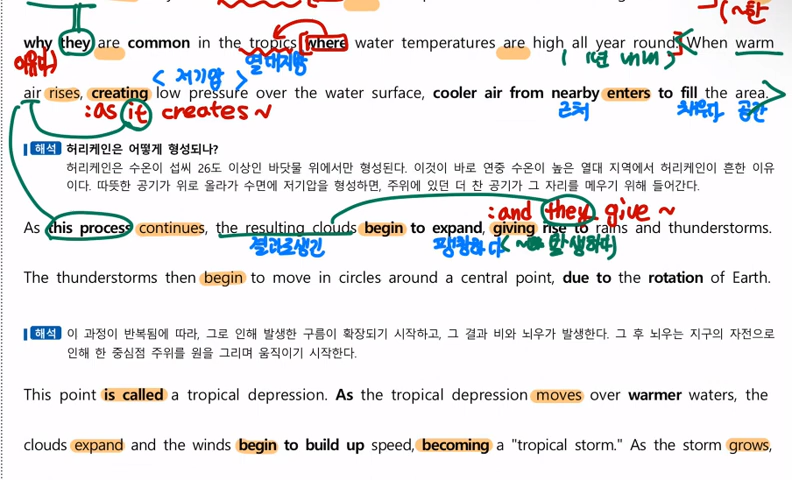 (~한
why they are common in the tropics where water temperatures are high all year round. When warm
열대지방
( 1년 내내 )
< 저기압 >
air rises, creating low pressure over the water surface, cooler air from nearby enters to fill the area.
:as it creates ~
근처
채우다
공간
해석 허리케인은 어떻게 형성되나?
허리케인은 수온이 섭씨 26도 이상인 바닷물 위에서만 형성된다. 이것이 바로 연중 수온이 높은 열대 지역에서 허리케인이 흔한 이유
이다. 따뜻한 공기가 위로 올라가 수면에 저기압을 형성하면, 주위에 있던 더 찬 공기가 그 자리를 메우기 위해 들어간다.
:and they give ~
As this process continues, the resulting clouds begin to expand, giving rise to rains and thunderstorms.
결과로 생긴
팽창하다
발생하다)
The thunderstorms then begin to move in circles around a central point, due to the rotation of Earth.
해석 이 과정이 반복됨에 따라, 그로 인해 발생한 구름이 확장되기 시작하고, 그 결과 비와 뇌우가 발생한다. 그 후 뇌우는 지구의 자전으로
인해 한 중심점 주위를 원을 그리며 움직이기 시작한다.
This point is called a tropical depression. As the tropical depression moves over warmer waters, the
clouds expand and the winds begin to build up speed, becoming a "tropical storm." As the storm grows,